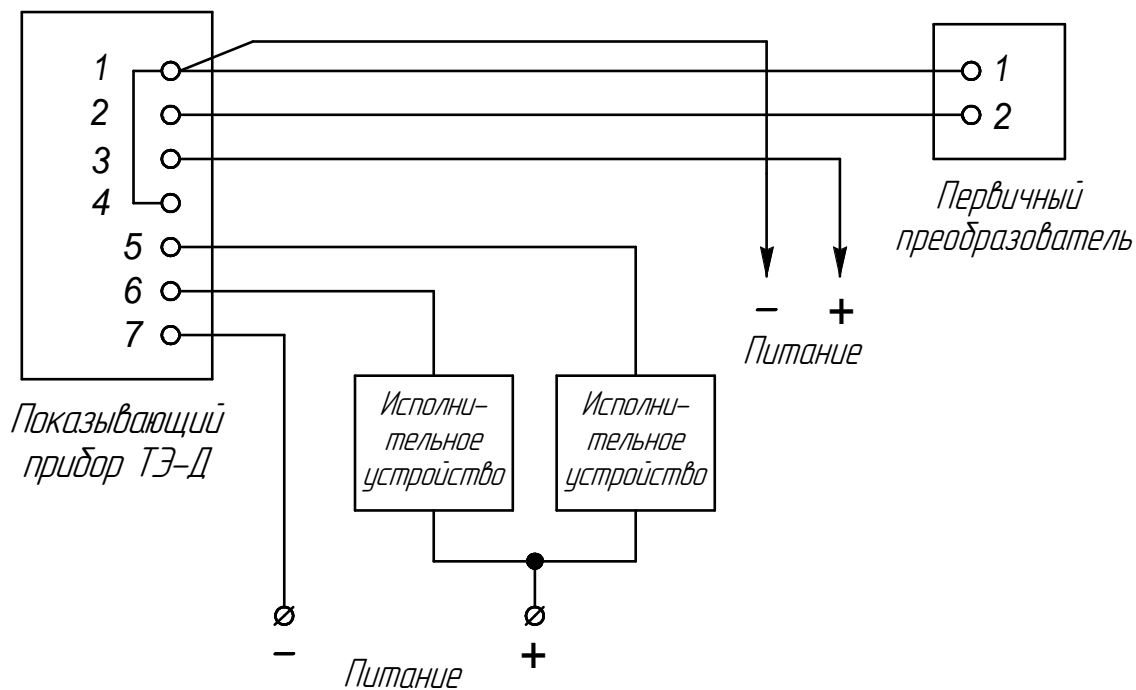 1
2
3
4
5
6
7
1
2
Первичный
преобразователь
– +
Питание
Показывающий
прибор ТЭ–Д
Исполни–
тельное
устройство
Исполни–
тельное
устройство
– +
Питание